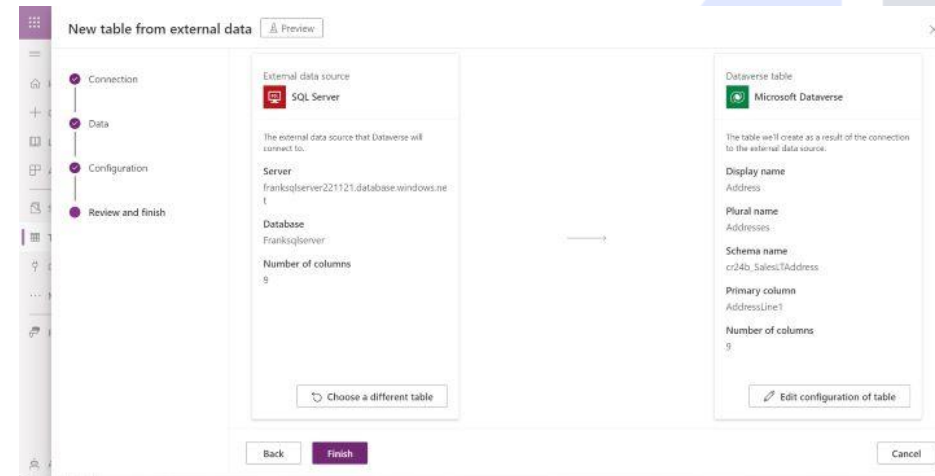 New table from external data
Preview
Connection
Data
Configuration
Review and finish
External data source
SQL Server
The external data source that Dataverse will
connect to.
Server
franksqlserver221121.database.windows.ne
t
Database
Franksqlserver
Number of columns
9
Choose a different table
Dataverse table
Microsoft Dataverse
The table we'll create as a result of the connection
to the external data source.
Display name
Address
Plural name
Addresses
Schema name
cr24b_SalesLTAddress
Primary column
AddressLine1
Number of columns
9
Edit configuration of table
Back
Finish
Cancel